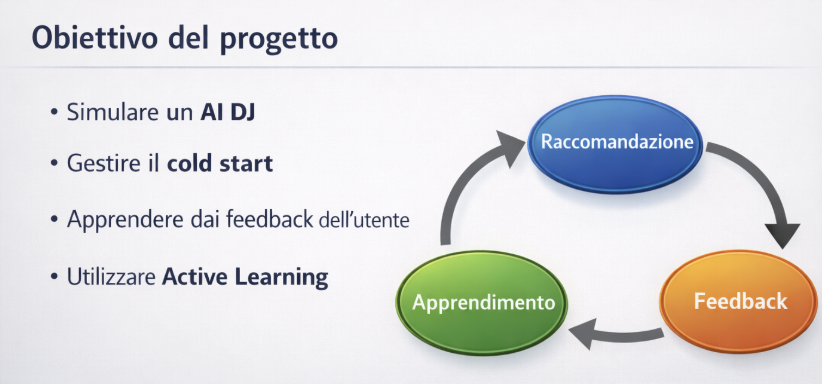 Obiettivo del progetto
• Simulare un AI DJ
• Gestire il cold start
• Apprendere dai feedback dell'utente
• Utilizzare Active Learning
Raccomandazione
Apprendimento
Feedback